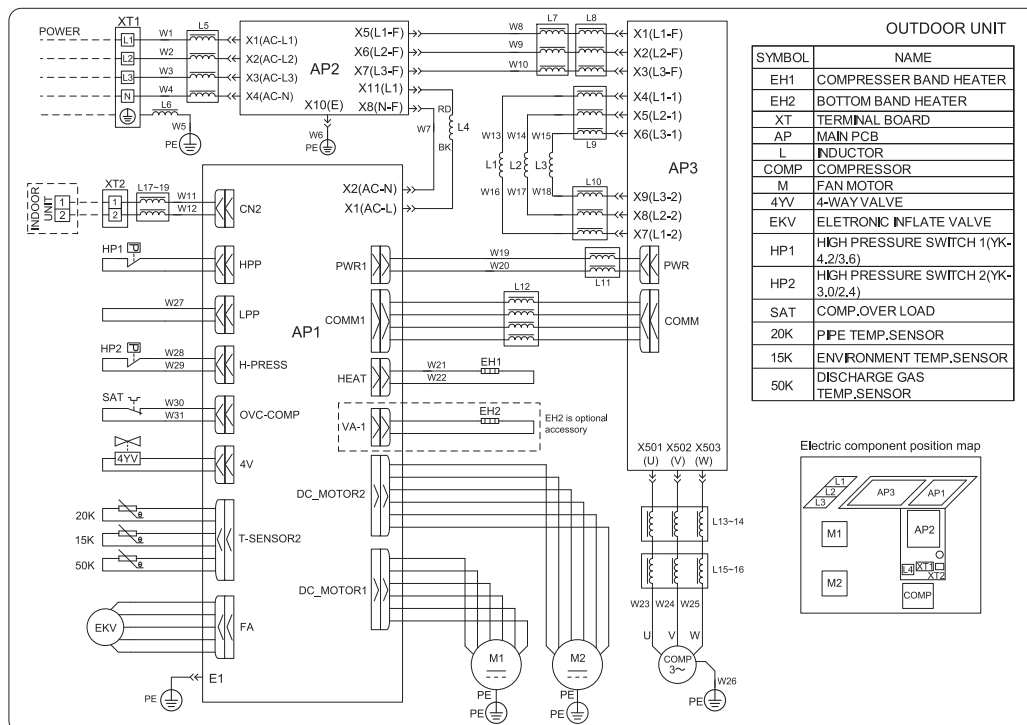 POWER
XT1
L1
L2
L3
N
W1
W2
W3
W4
L5
L6
W5
PE
X1(AC-L1)
X2(AC-L2)
X3(AC-L3)
X4(AC-N)
AP2
X5(L1-F)
X6(L2-F)
X7(L3-F)
X11(L1)
X8(N-F)
X10(E)
W6
PE
RD
W7
L4
BK
W8
W9
W10
L7
L8
X1(L1-F)
X2(L2-F)
X3(L3-F)
X4(L1-1)
X5(L2-1)
X6(L3-1)
L9
W13
W14
W15
L1
L2
L3
AP3
W16
W17
W18
L10
X9(L3-2)
X8(L2-2)
X7(L1-2)
INDOOR UNIT
1
2
XT2
1
2
L17~19
W11
W12
CN2
X2(AC-N)
X1(AC-L)
HP1
P
HPP
W19
W20
PWR1
L11
PWR
W27
LPP
AP1
COMM1
L12
COMM
HP2
P
W28
W29
H-PRESS
HEAT
W21
W22
EH1
SAT
W30
W31
OVC-COMP
VA-1
EH2
EH2 is optional
accessory
4YV
4V
X501 X502 X503
(U) (V) (W)
DC_MOTOR2
20K
15K
50K
T-SENSOR2
L13~14
L15~16
DC_MOTOR1
W23
W24
W25
EKV
FA
U
V
W
M1
M2
COMP
3~
W26
E1
PE
PE
PE
PE
OUTDOOR UNIT
SYMBOL NAME
EH1 COMPRESSER BAND HEATER
EH2 BOTTOM BAND HEATER
XT TERMINAL BOARD
AP MAIN PCB
L INDUCTOR
COMP COMPRESSOR
M FAN MOTOR
4YV 4-WAY VALVE
EKV ELETRONIC INFLATE VALVE
HP1 HIGH PRESSURE SWITCH 1(YK-
4.2/3.6)
HP2 HIGH PRESSURE SWITCH 2(YK-
3.0/2.4)
SAT COMP.OVER LOAD
20K PIPE TEMP.SENSOR
15K ENVIRONMENT TEMP.SENSOR
50K DISCHARGE GAS
TEMP.SENSOR
Electric component position map
L1
L2
L3
AP3
AP1
M1
AP2
L4
XT1
XT2
M2
COMP